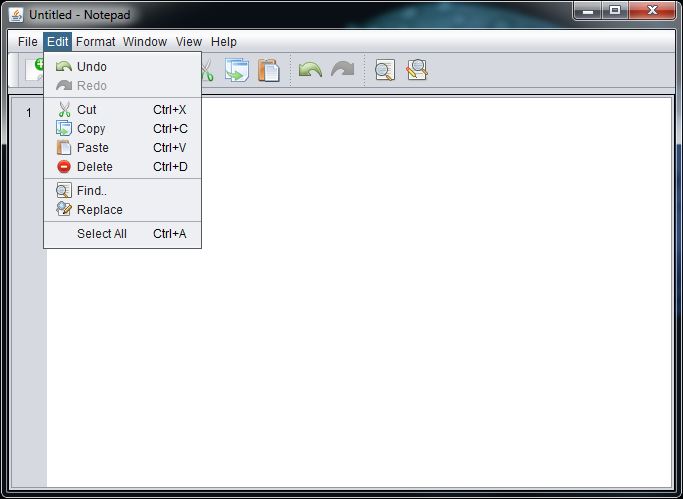 Untitled - Notepad
File Edit Format Window View Help
1
Undo
Redo
Cut Ctrl+X
Copy Ctrl+C
Paste Ctrl+V
Delete Ctrl+D
Find..
Replace
Select All Ctrl+A